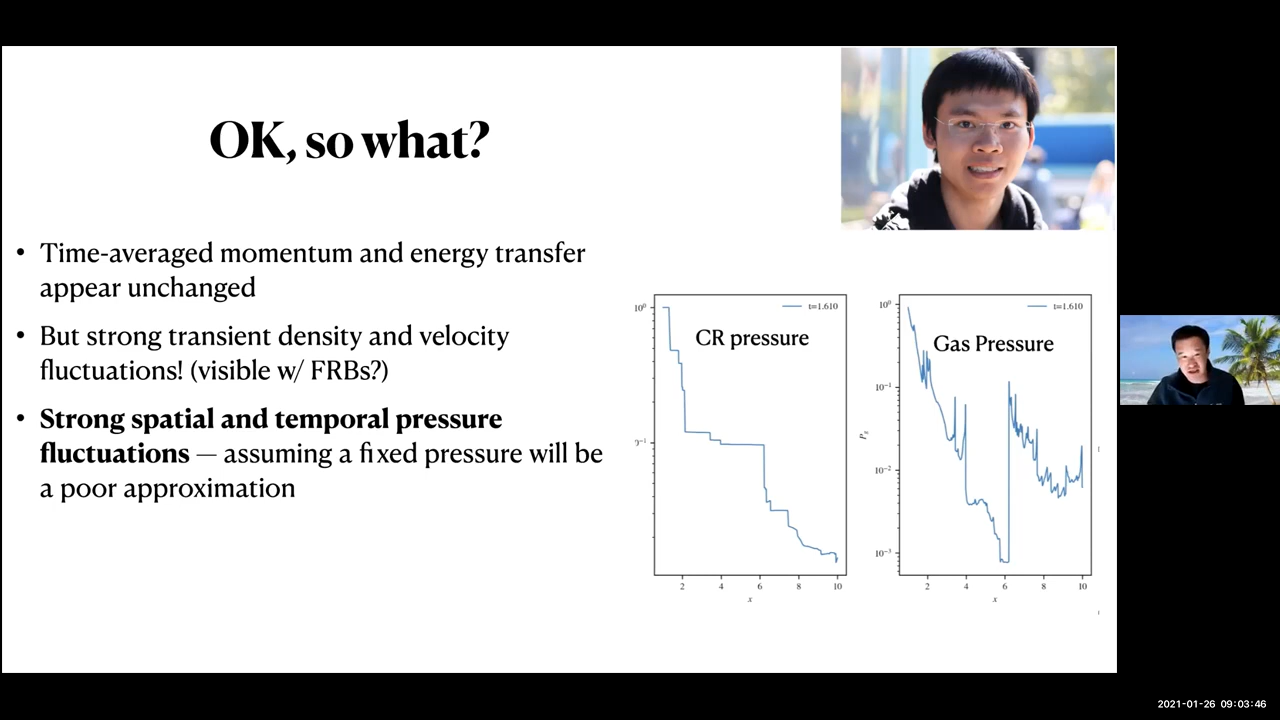 OK, so what?
• Time-averaged momentum and energy transfer
appear unchanged
• But strong transient density and velocity
fluctuations! (visible w/ FRBs?)
• Strong spatial and temporal pressure
fluctuations — assuming a fixed pressure will be
a poor approximation
t=1.610
CR pressure
10⁰
10⁻¹
2 4 6 8 10
x
t=1.610
Gas Pressure
10⁰
10⁻¹
10⁻²
10⁻³
P_g
2 4 6 8 10
x
2021-01-26 09:03:46